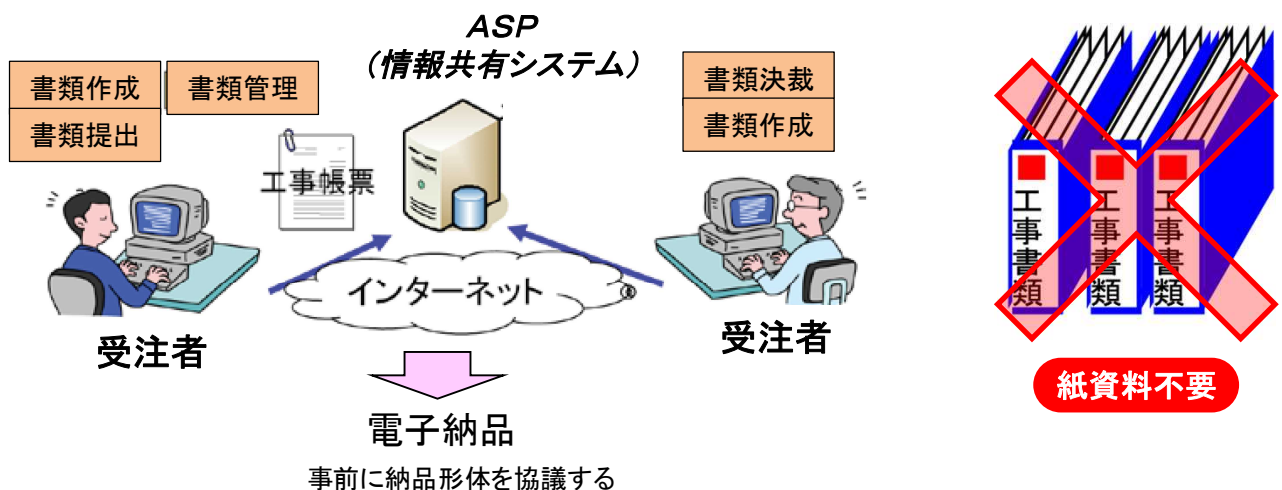 ASP
（情報共有システム）
書類作成
書類管理
書類提出
書類決裁
書類作成
工事帳票
インターネット
受注者
受注者
電子納品
事前に納品形体を協議する
工事書類
工事書類
工事書類
紙資料不要